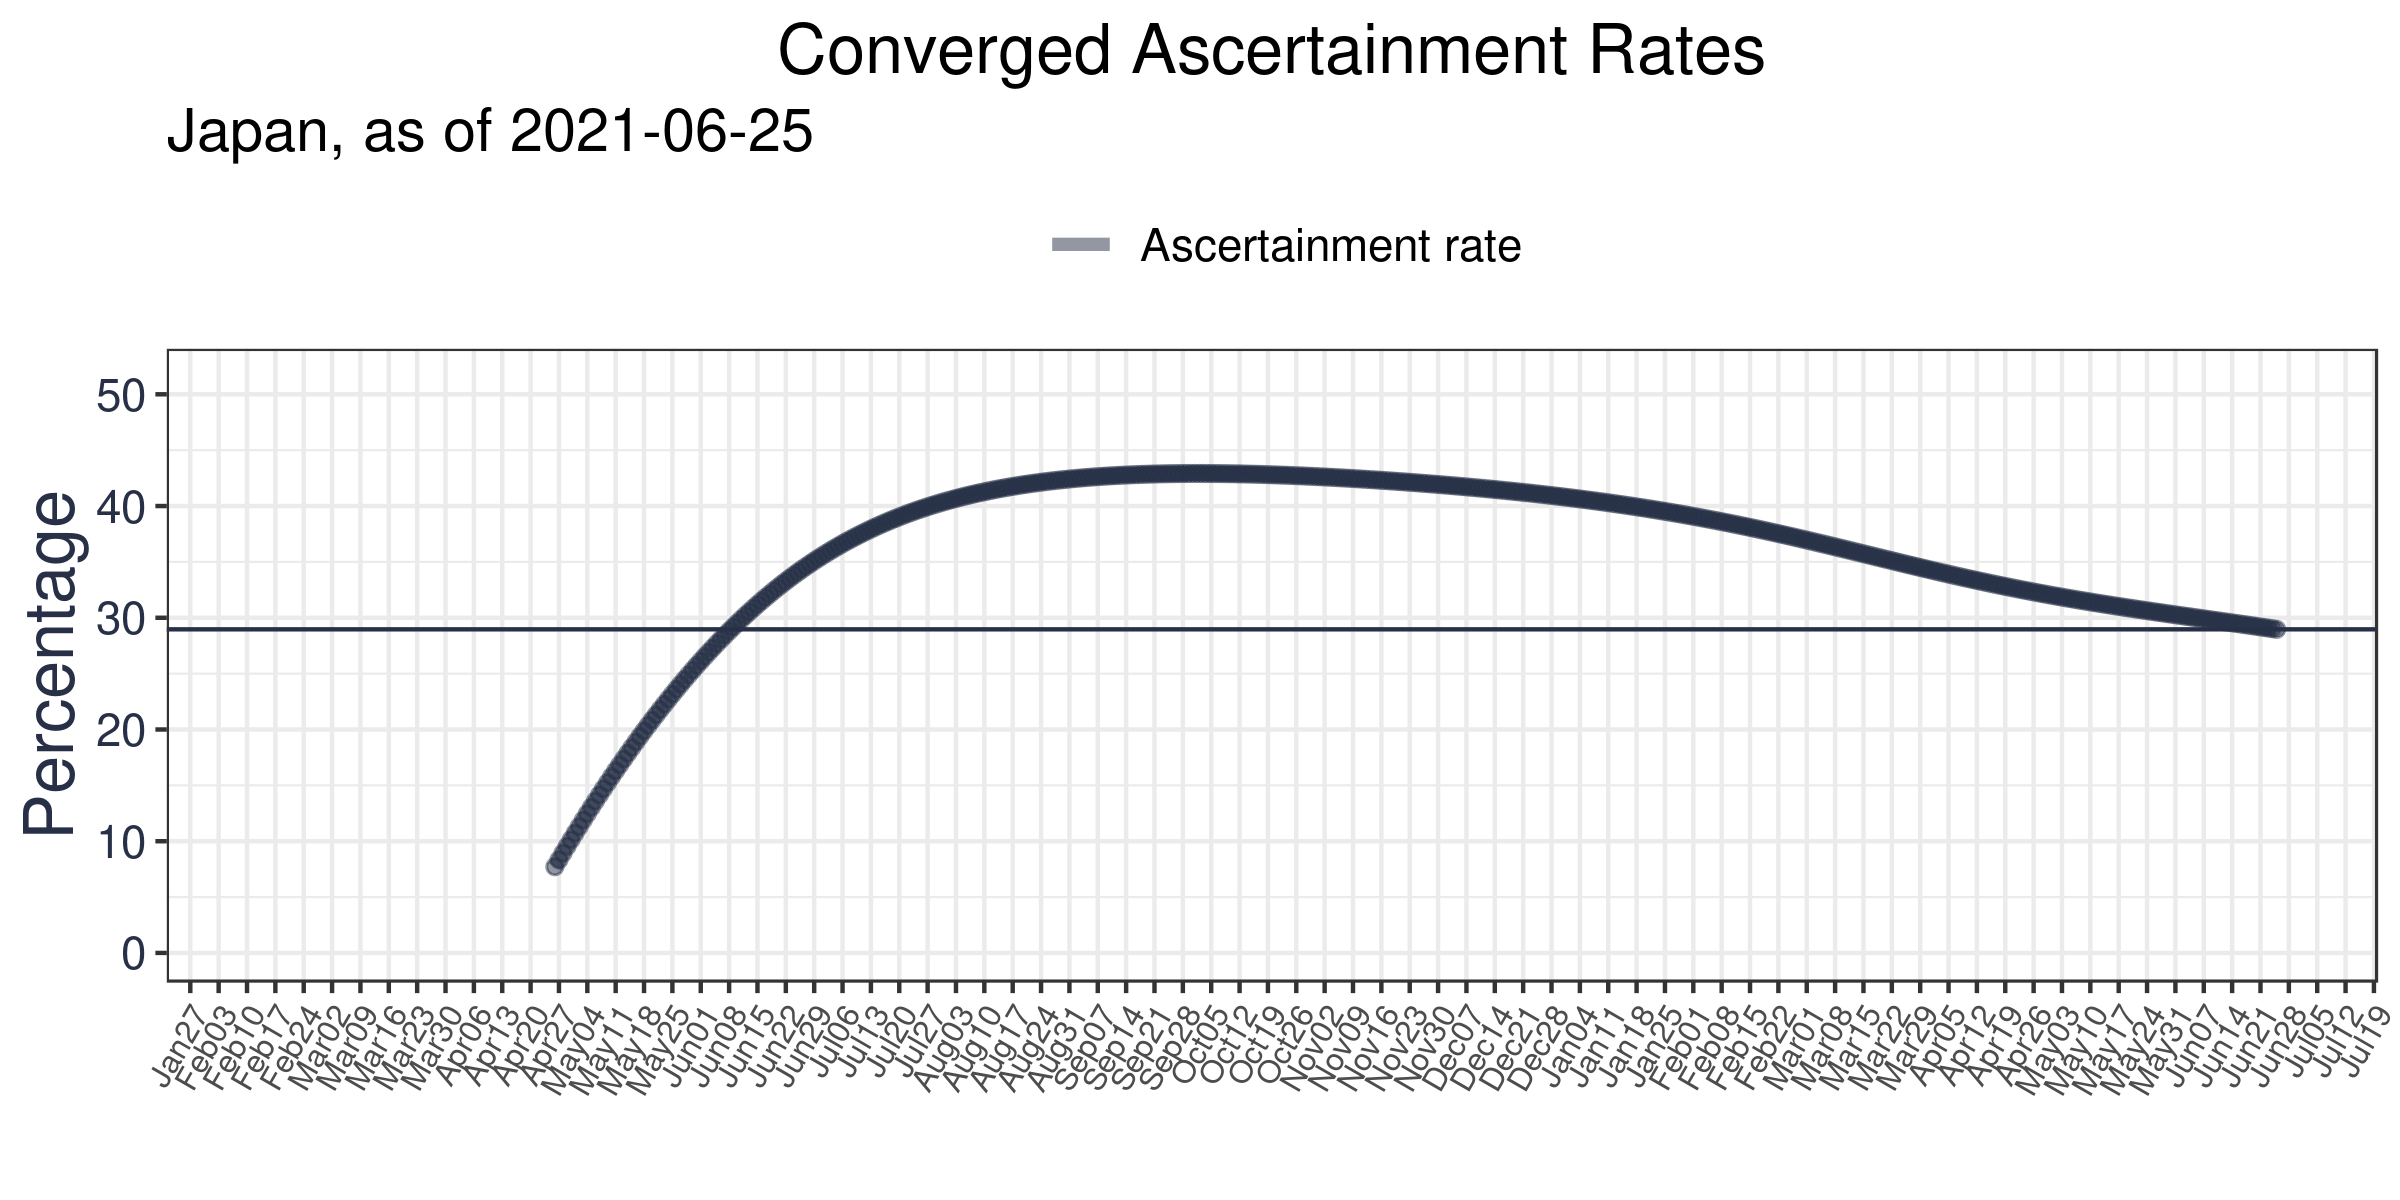 Converged Ascertainment Rates
Japan, as of 2021-06-25
Ascertainment rate
Percentage
50
40
30
20
10
0
Jan27
Feb03
Feb10
Feb17
Feb24
Mar02
Mar09
Mar16
Mar23
Mar30
Apr06
Apr13
Apr20
Apr27
May04
May11
May18
May25
Jun01
Jun08
Jun15
Jun22
Jun29
Jul06
Jul13
Jul20
Jul27
Aug03
Aug10
Aug17
Aug24
Aug31
Sep07
Sep14
Sep21
Sep28
Oct05
Oct12
Oct19
Oct26
Nov02
Nov09
Nov16
Nov23
Nov30
Dec07
Dec14
Dec21
Dec28
Jan04
Jan11
Jan18
Jan25
Feb01
Feb08
Feb15
Feb22
Mar01
Mar08
Mar15
Mar22
Mar29
Apr05
Apr12
Apr19
Apr26
May03
May10
May17
May24
May31
Jun07
Jun14
Jun21
Jun28
Jul05
Jul12
Jul19